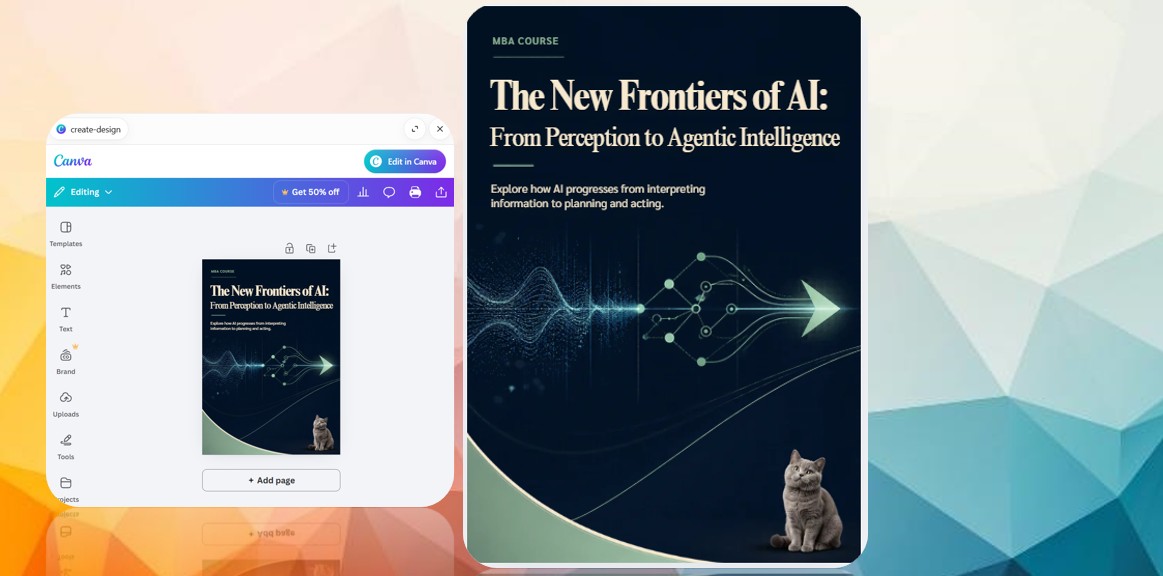 create-design
Canva
Edit in Canva
Editing
Get 50% off
Templates
Elements
Text
Brand
Uploads
Tools
MBA COURSE
The New Frontiers of AI:
From Perception to Agentic Intelligence
Explore how AI progresses from interpreting
information to planning and acting.
+ Add page
MBA COURSE
The New Frontiers of AI:
From Perception to Agentic Intelligence
Explore how AI progresses from interpreting
information to planning and acting.